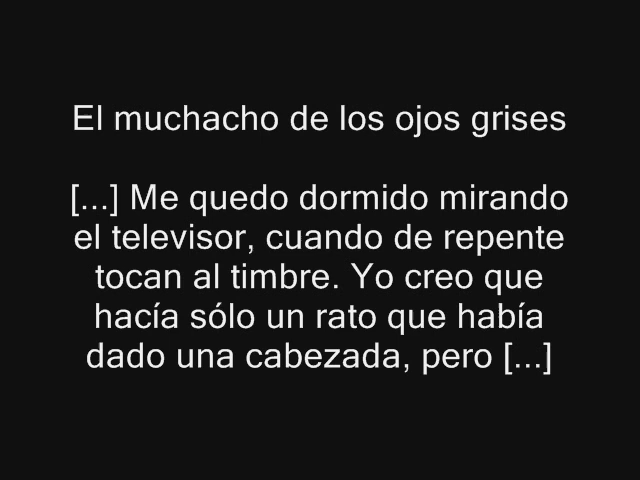 El muchacho de los ojos grises
[...] Me quedo dormido mirando
el televisor, cuando de repente
tocan al timbre. Yo creo que
hacía sólo un rato que había
dado una cabezada, pero [...]